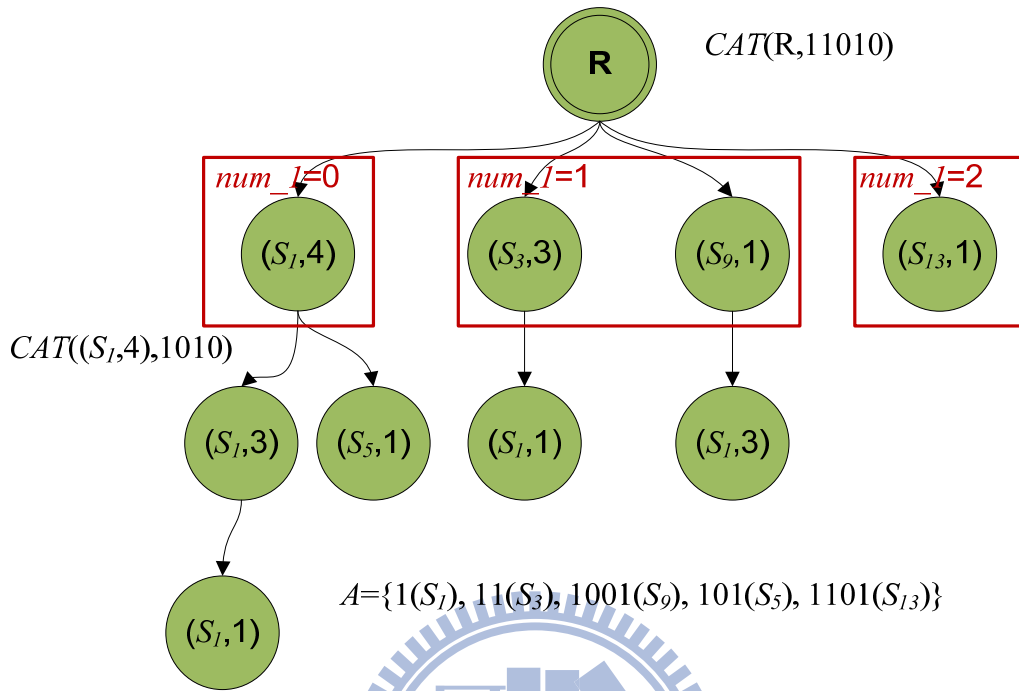 R
CAT(R,11010)
num_1=0
num_1=1
num_1=2
(S1,4)
(S3,3)
(S9,1)
(S13,1)
CAT((S1,4),1010)
(S1,3)
(S5,1)
(S1,1)
(S1,3)
(S1,1)
A={1(S1), 11(S3), 1001(S9), 101(S5), 1101(S13)}